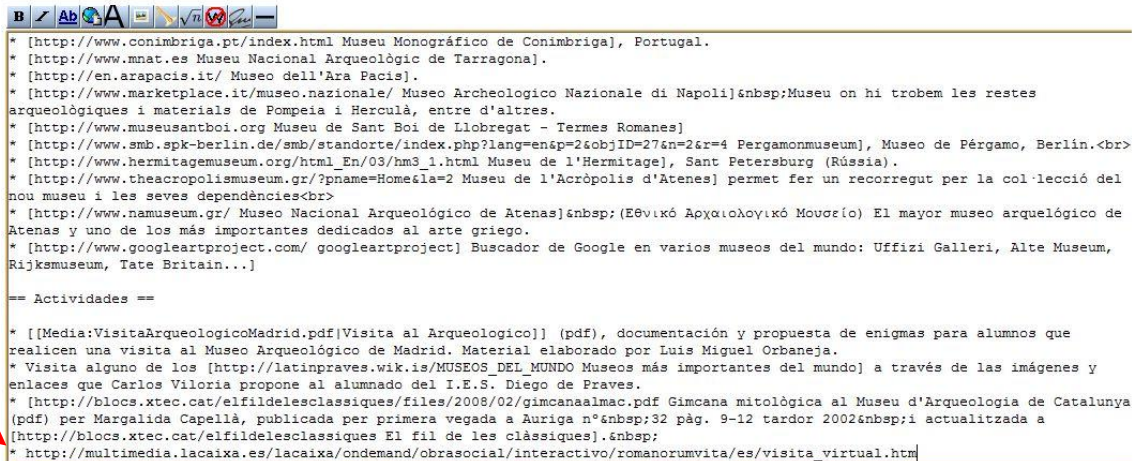 B I Ab A √n W
* [http://www.conimbriga.pt/index.html Museu Monográfico de Conimbriga], Portugal.
* [http://www.mnat.es Museu Nacional Arqueològic de Tarragona].
* [http://en.arapacis.it/ Museo dell'Ara Pacis].
* [http://www.marketplace.it/museo.nazionale/ Museo Archeologico Nazionale di Napoli]&nbsp;Museu on hi trobem les restes
arqueològiques i materials de Pompeia i Herculà, entre d'altres.
* [http://www.museusantboi.org Museu de Sant Boi de Llobregat - Termes Romanes]
* [http://www.smb.spk-berlin.de/smb/standorte/index.php?lang=en&p=2&objID=27&n=2&r=4 Pergamonmuseum], Museo de Pérgamo, Berlín.<br>
* [http://www.hermitagemuseum.org/html_En/03/hm3_1.html Museu de l'Hermitage], Sant Petersburg (Rússia).
* [http://www.theacropolismuseum.gr/?pname=Home&la=2 Museu de l'Acròpolis d'Atenes] permet fer un recorregut per la col·lecció del
nou museu i les seves dependències<br>
* [http://www.namuseum.gr/ Museo Nacional Arqueológico de Atenas]&nbsp;(Εθνικό Αρχαιολογικό Μουσείο) El mayor museo arquelógico de
Atenas y uno de los más importantes dedicados al arte griego.
* [http://www.googleartproject.com/ googleartproject] Buscador de Google en varios museos del mundo: Uffizi Galleri, Alte Museum,
Rijksmuseum, Tate Britain...]
== Actividades ==
* [[Media:VisitaArqueologicoMadrid.pdf|Visita al Arqueologico]] (pdf), documentación y propuesta de enigmas para alumnos que
realicen una visita al Museo Arqueológico de Madrid. Material elaborado por Luis Miguel Orbaneja.
* Visita alguno de los [http://latinpraves.wik.is/MUSEOS_DEL_MUNDO Museos más importantes del mundo] a través de las imágenes y
enlaces que Carlos Viloria propone al alumnado del I.E.S. Diego de Praves.
* [http://blocs.xtec.cat/elfildelesclassiques/files/2008/02/gimcanaalmac.pdf Gimcana mitològica al Museu d'Arqueologia de Catalunya
(pdf) per Margalida Capellà, publicada per primera vegada a Auriga nº&nbsp;32 pàg. 9-12 tardor 2002&nbsp;i actualitzada a
[http://blocs.xtec.cat/elfildelesclassiques El fil de les clàssiques].&nbsp;
* http://multimedia.lacaixa.es/lacaixa/ondemand/obrasocial/interactivo/romanorumvita/es/visita_virtual.htm